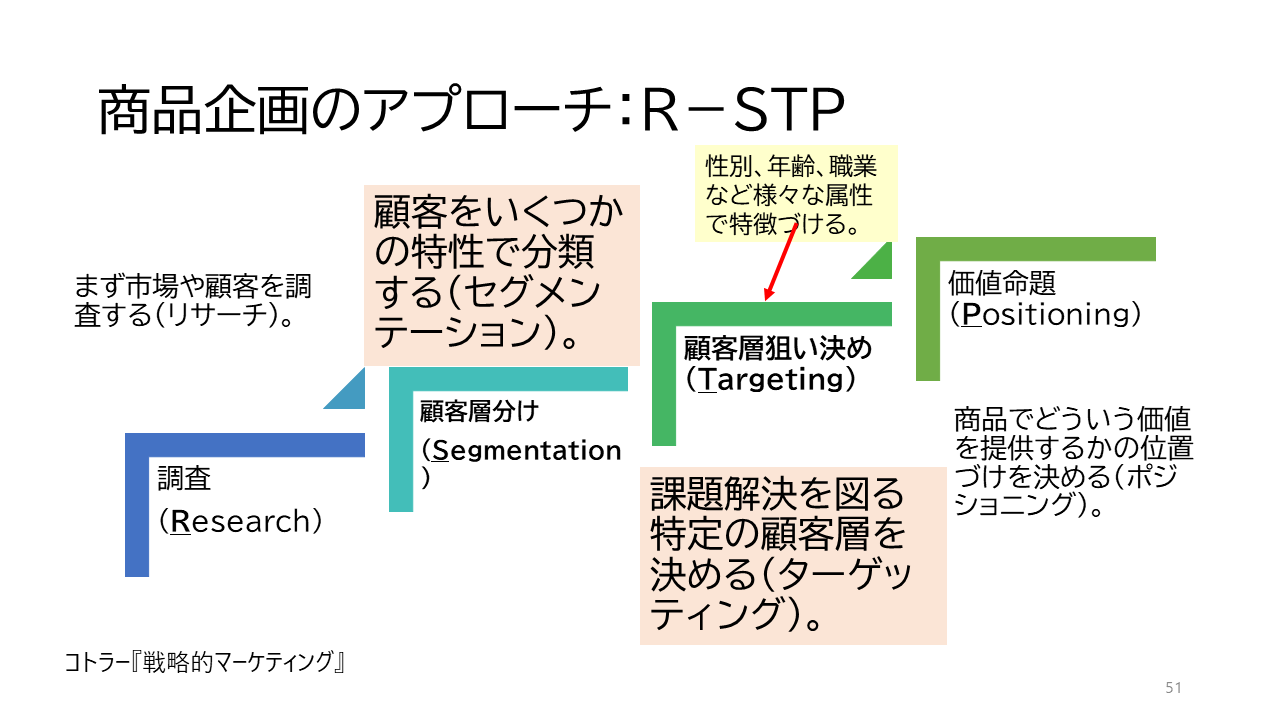 商品企画のアプローチ：R－STP
性別、年齢、職業
など様々な属性
で特徴づける。
顧客をいくつか
の特性で分類
する（セグメン
テーション）。
まず市場や顧客を調
査する（リサーチ）。
価値命題
（Positioning）
顧客層狙い決め
（Targeting）
顧客層分け
（Segmentation
）
商品でどういう価値
を提供するかの位置
づけを決める（ポジ
ショニング）。
調査
（Research）
課題解決を図る
特定の顧客層を
決める（ターゲッ
ティング）。
コトラー『戦略的マーケティング』
51